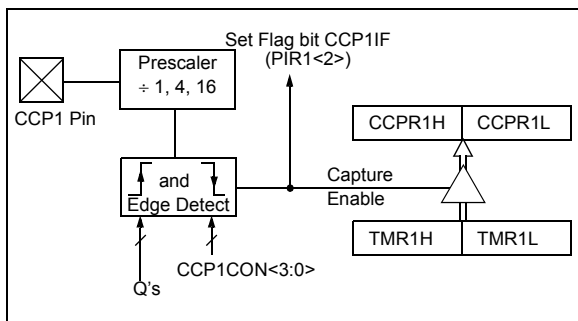 Set Flag bit CCP1IF
(PIR1<2>)
Prescaler
÷ 1, 4, 16
CCP1 Pin
CCPR1H
CCPR1L
and
Edge Detect
Capture
Enable
TMR1H
TMR1L
CCP1CON<3:0>
Q's